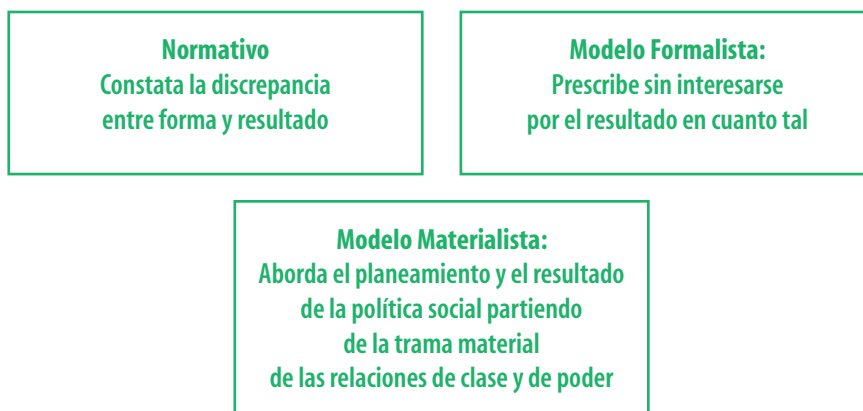 Normativo
Constata la discrepancia
entre forma y resultado
Modelo Formalista:
Prescribe sin interesarse
por el resultado en cuanto tal
Modelo Materialista:
Aborda el planeamiento y el resultado
de la política social partiendo
de la trama material
de las relaciones de clase y de poder